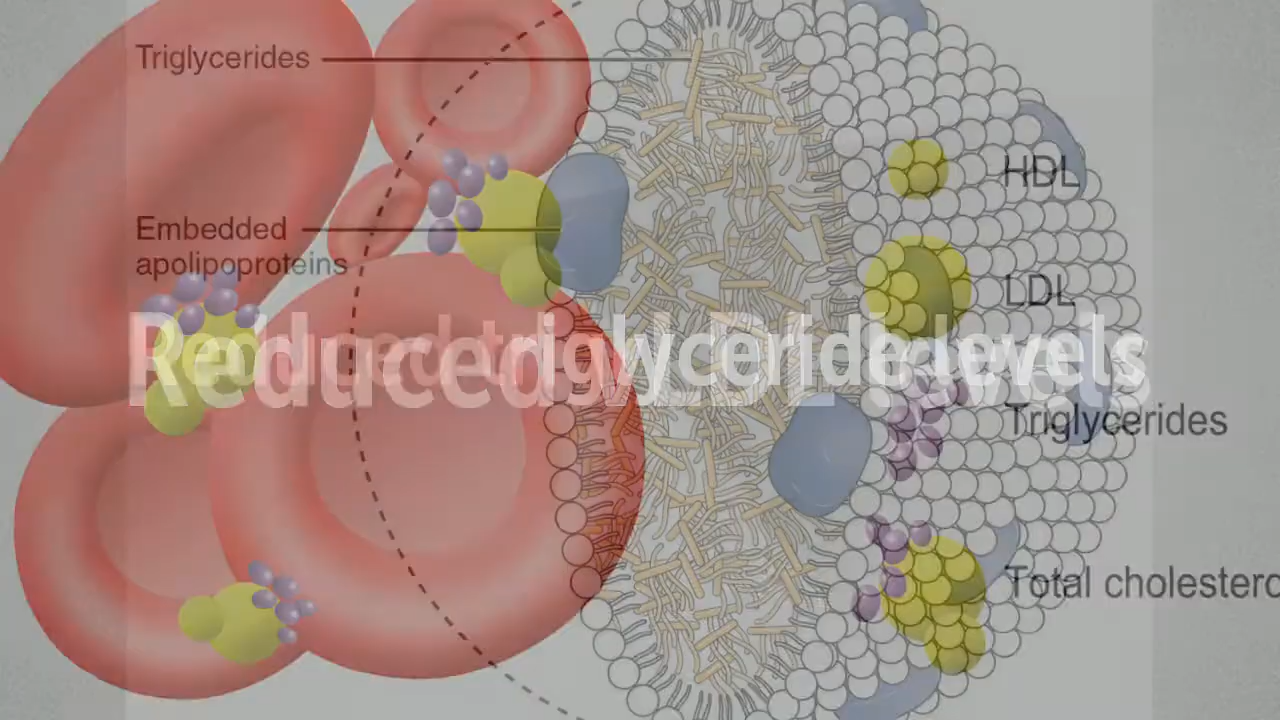 Triglycerides
Embedded
apolipoproteins
HDL
LDL
Reduced triglyceride levels
Triglycerides
Total cholestero